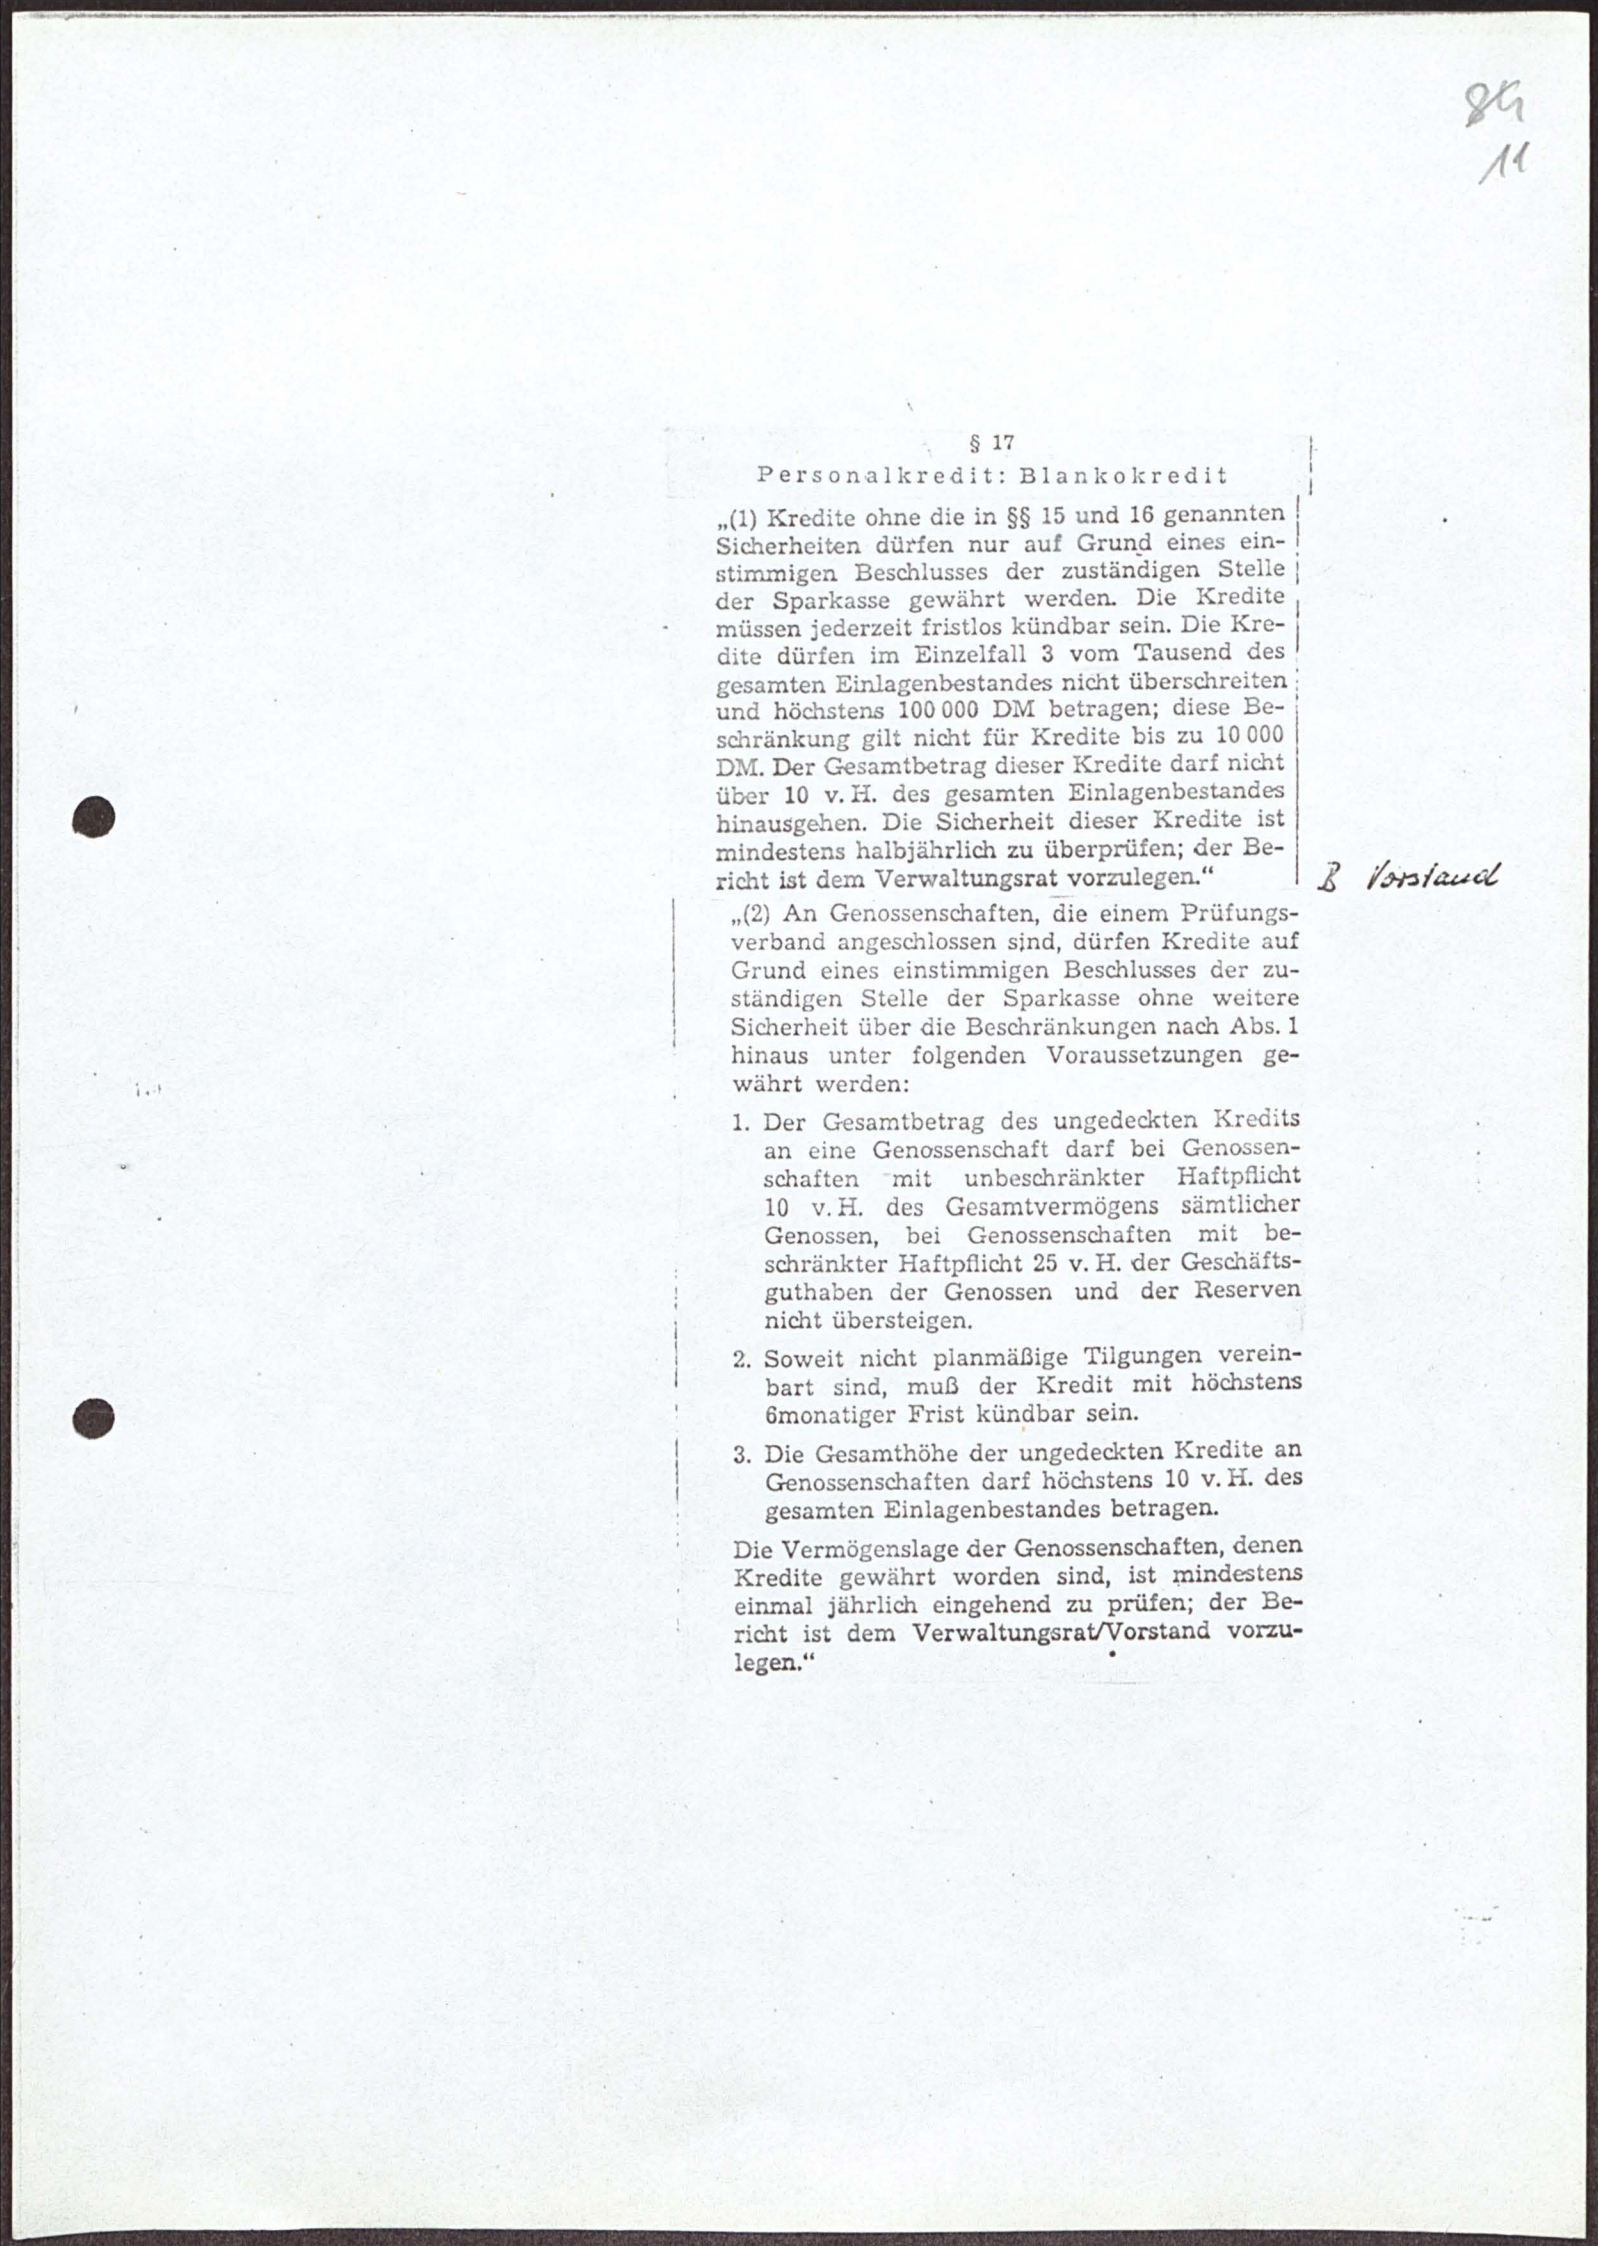 11
§ 17
Personalkredit: Blankokredit
„(1) Kredite ohne die in §§ 15 und 16 genannten
Sicherheiten dürfen nur auf Grund eines ein-
stimmigen Beschlusses der zuständigen Stelle
der Sparkasse gewährt werden. Die Kredite
müssen jederzeit fristlos kündbar sein. Die Kre-
dite dürfen im Einzelfall 3 vom Tausend des
gesamten Einlagenbestandes nicht überschreiten
und höchstens 100 000 DM betragen; diese Be-
schränkung gilt nicht für Kredite bis zu 10 000
DM. Der Gesamtbetrag dieser Kredite darf nicht
über 10 v. H. des gesamten Einlagenbestandes
hinausgehen. Die Sicherheit dieser Kredite ist
mindestens halbjährlich zu überprüfen; der Be-
richt ist dem Verwaltungsrat vorzulegen.“
Vorstand
„(2) An Genossenschaften, die einem Prüfungs-
verband angeschlossen sind, dürfen Kredite auf
Grund eines einstimmigen Beschlusses der zu-
ständigen Stelle der Sparkasse ohne weitere
Sicherheit über die Beschränkungen nach Abs. 1
hinaus unter folgenden Voraussetzungen ge-
währt werden:
1. Der Gesamtbetrag des ungedeckten Kredits
an eine Genossenschaft darf bei Genossen-
schaften mit unbeschränkter Haftpflicht
10 v. H. des Gesamtvermögens sämtlicher
Genossen, bei Genossenschaften mit be-
schränkter Haftpflicht 25 v. H. der Geschäfts-
guthaben der Genossen und der Reserven
nicht übersteigen.
2. Soweit nicht planmäßige Tilgungen verein-
bart sind, muß der Kredit mit höchstens
6monatiger Frist kündbar sein.
3. Die Gesamthöhe der ungedeckten Kredite an
Genossenschaften darf höchstens 10 v. H. des
gesamten Einlagenbestandes betragen.
Die Vermögenslage der Genossenschaften, denen
Kredite gewährt worden sind, ist mindestens
einmal jährlich eingehend zu prüfen; der Be-
richt ist dem Verwaltungsrat/Vorstand vorzu-
legen.“